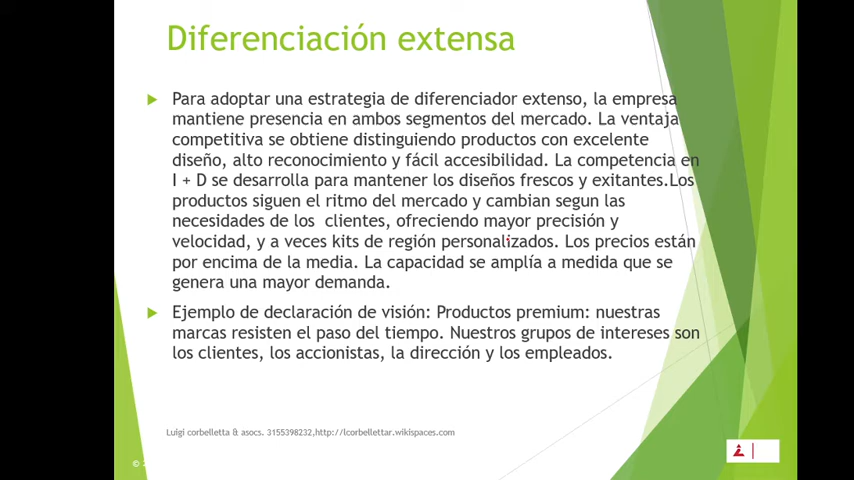 Diferenciación extensa
Para adoptar una estrategia de diferenciador extenso, la empresa
mantiene presencia en ambos segmentos del mercado. La ventaja
competitiva se obtiene distinguiendo productos con excelente
diseño, alto reconocimiento y fácil accesibilidad. La competencia en
I + D se desarrolla para mantener los diseños frescos y exitantes.Los
productos siguen el ritmo del mercado y cambian segun las
necesidades de los clientes, ofreciendo mayor precisión y
velocidad, y a veces kits de región personalizados. Los precios están
por encima de la media. La capacidad se amplía a medida que se
genera una mayor demanda.
Ejemplo de declaración de visión: Productos premium: nuestras
marcas resisten el paso del tiempo. Nuestros grupos de intereses son
los clientes, los accionistas, la dirección y los empleados.
Luigi corbelletta & asocs. 3155398232,http://lcorbellettar.wikispaces.com
©